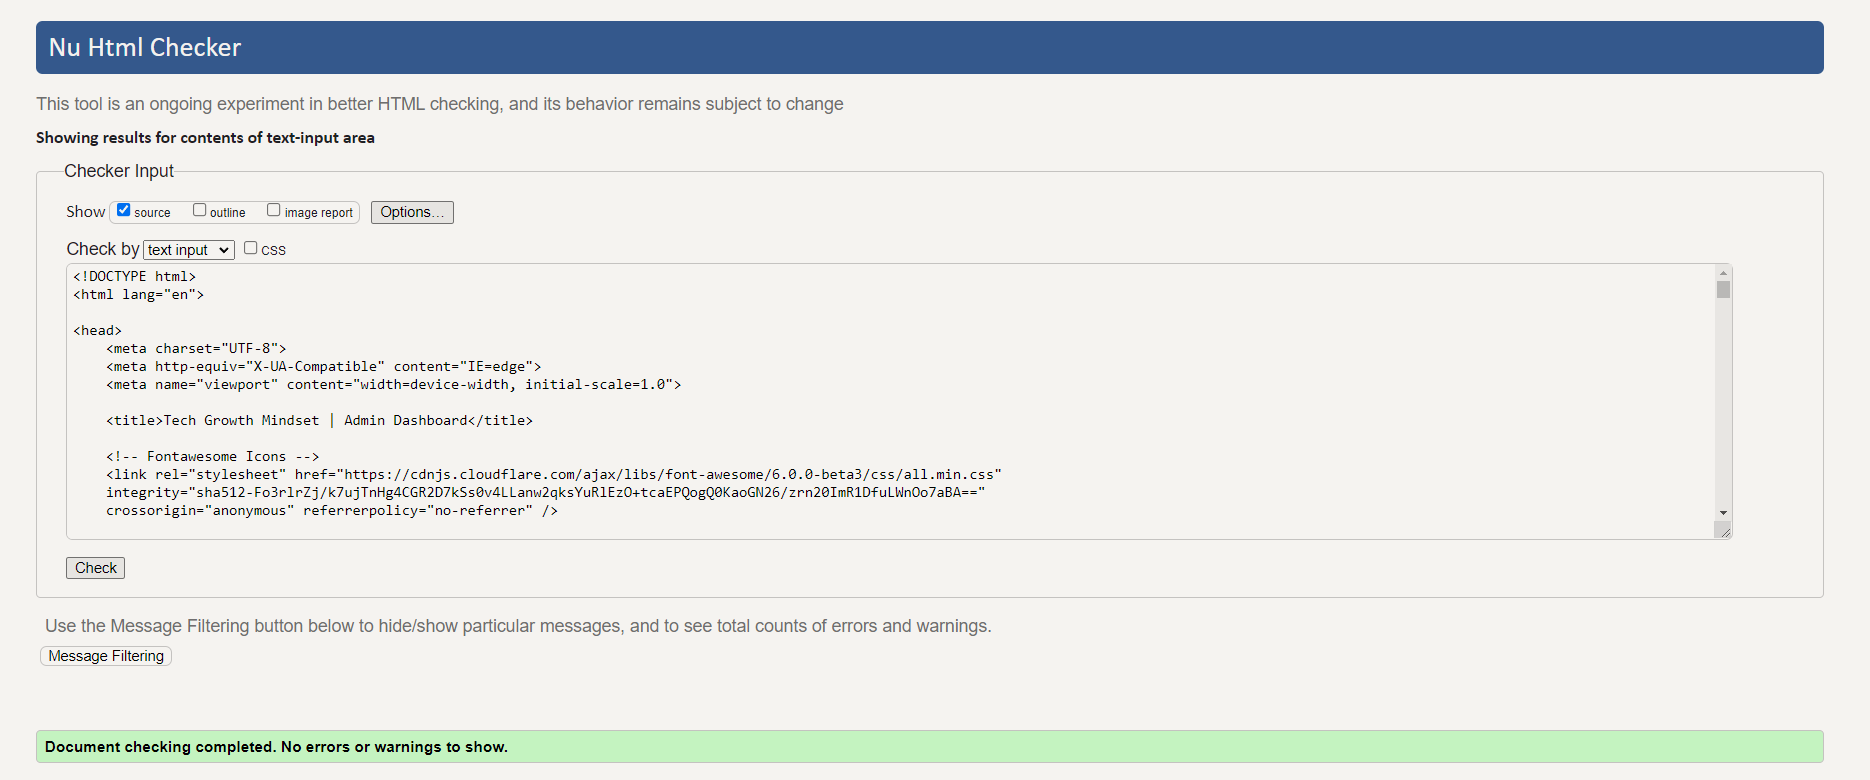 Nu Html Checker
This tool is an ongoing experiment in better HTML checking, and its behavior remains subject to change
Showing results for contents of text-input area
Checker Input
Show source outline image report Options...
Check by text input css
<!DOCTYPE html>
<html lang="en">
<head>
<meta charset="UTF-8">
<meta http-equiv="X-UA-Compatible" content="IE=edge">
<meta name="viewport" content="width=device-width, initial-scale=1.0">
<title>Tech Growth Mindset | Admin Dashboard</title>
<!-- Fontawesome Icons -->
<link rel="stylesheet" href="https://cdnjs.cloudflare.com/ajax/libs/font-awesome/6.0.0-beta3/css/all.min.css"
integrity="sha512-Fo3rlrZj/k7ujTnHg4CGR2D7kSs0v4LLanw2qksYuRlEzO+tcaEPQogQ0KaoGN26/zrn20ImR1DfuLWnOo7aBA=="
crossorigin="anonymous" referrerpolicy="no-referrer" />
Check
Use the Message Filtering button below to hide/show particular messages, and to see total counts of errors and warnings.
Message Filtering
Document checking completed. No errors or warnings to show.